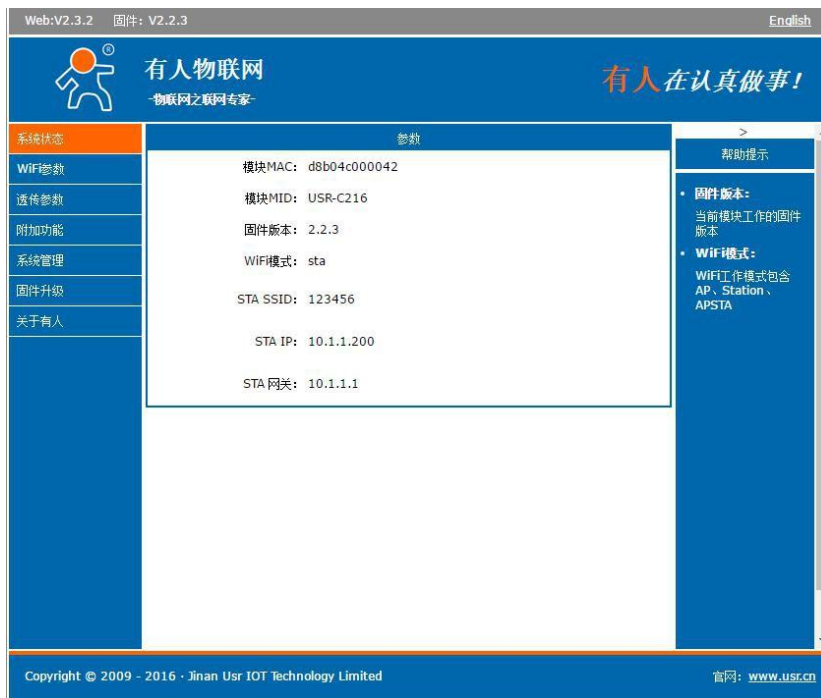 Web:V2.3.2 固件: V2.2.3 English
®
有人物联网
-物联网之联网专家-
有人在认真做事!
系统状态
WiFi参数
透传参数
附加功能
系统管理
固件升级
关于有人
参数
模块MAC: d8b04c000042
模块MID: USR-C216
固件版本: 2.2.3
WiFi模式: sta
STA SSID: 123456
STA IP: 10.1.1.200
STA 网关: 10.1.1.1
>
帮助提示
• 固件版本:
当前模块工作的固件
版本
• WiFi模式:
WiFi工作模式包含
AP、Station、
APSTA
Copyright © 2009 - 2016 · Jinan Usr IOT Technology Limited 官网: www.usr.cn